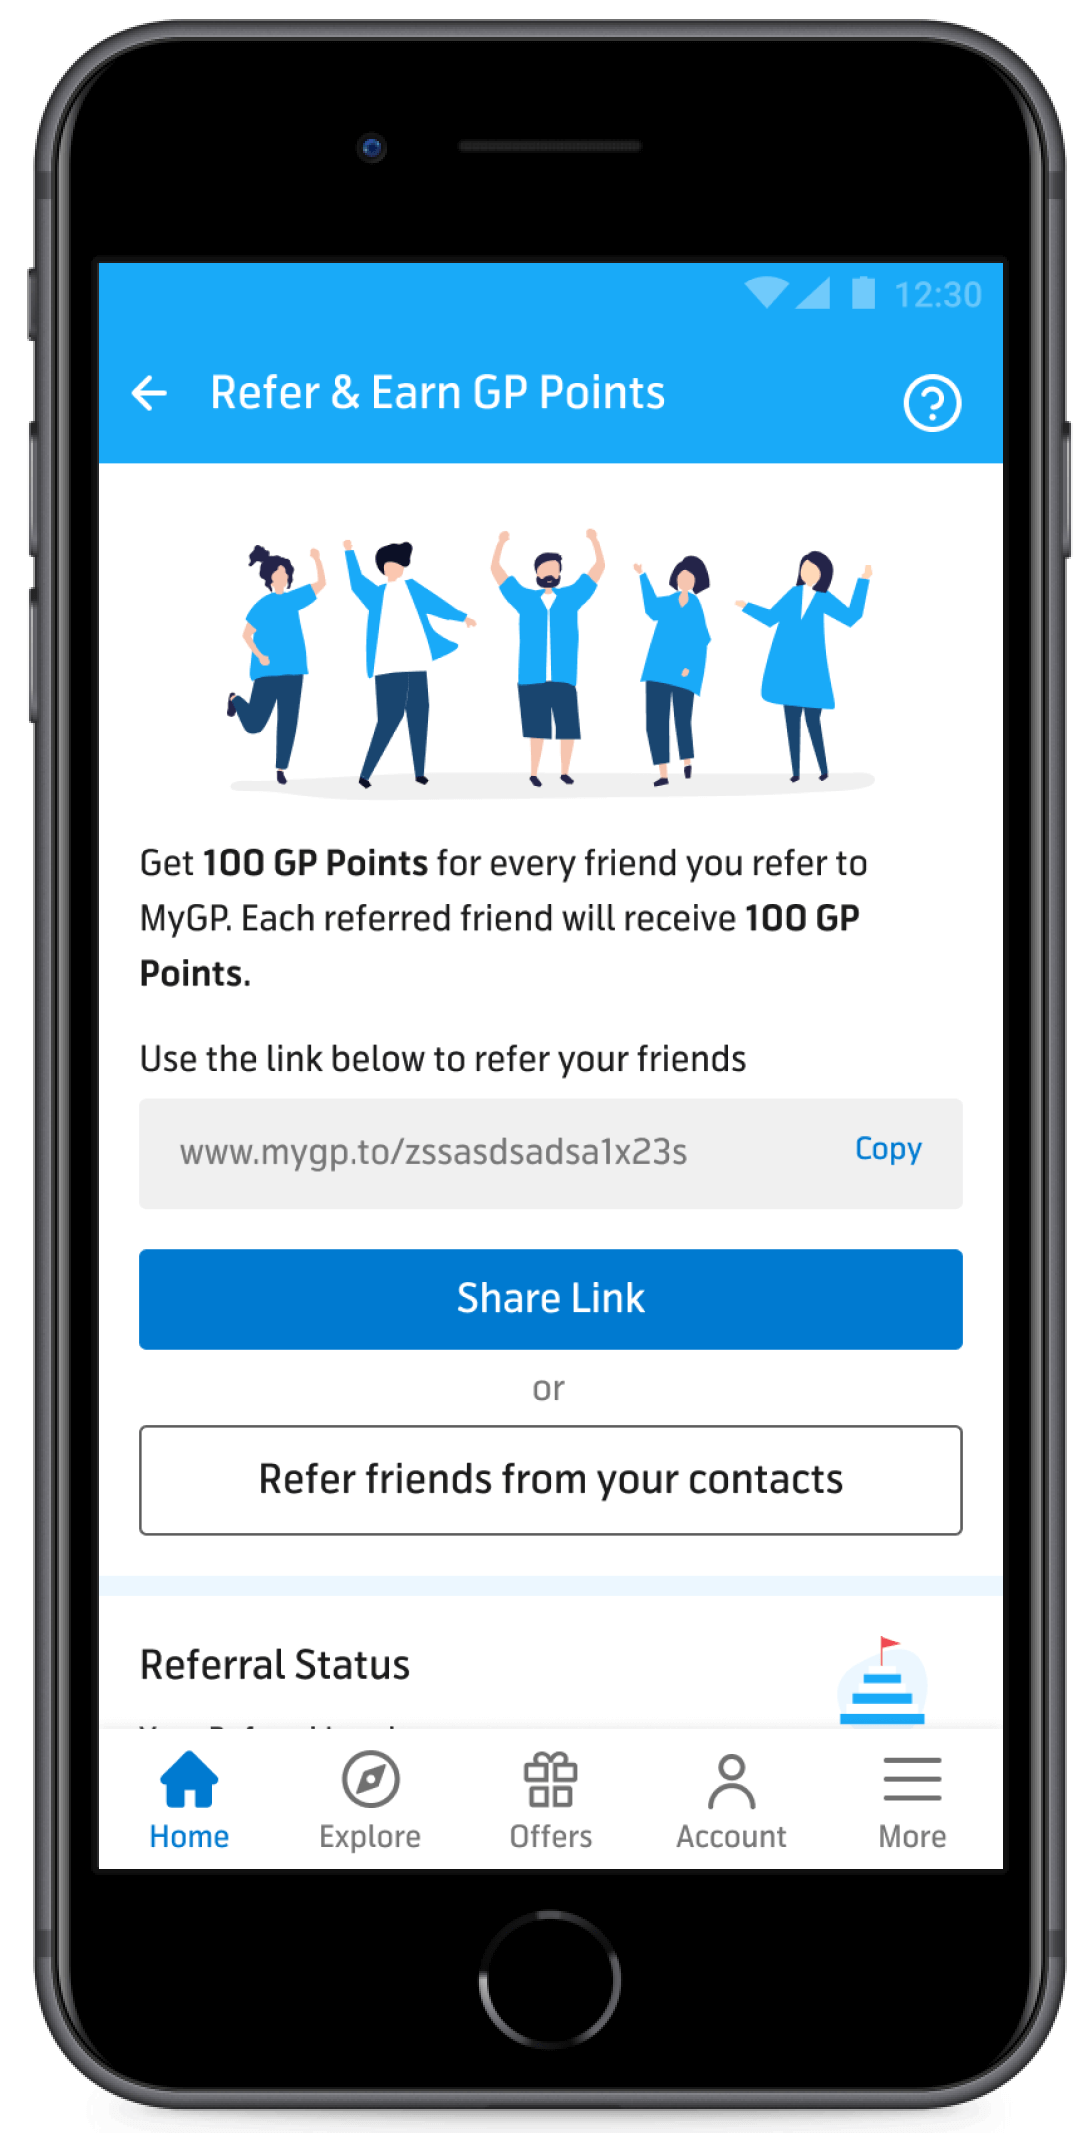 12:30
Refer & Earn GP Points
Get 100 GP Points for every friend you refer to
MyGP. Each referred friend will receive 100 GP
Points.
Use the link below to refer your friends
www.mygp.to/zssasdsadsa1x23s
Copy
Share Link
or
Refer friends from your contacts
Referral Status
Home
Explore
Offers
Account
More